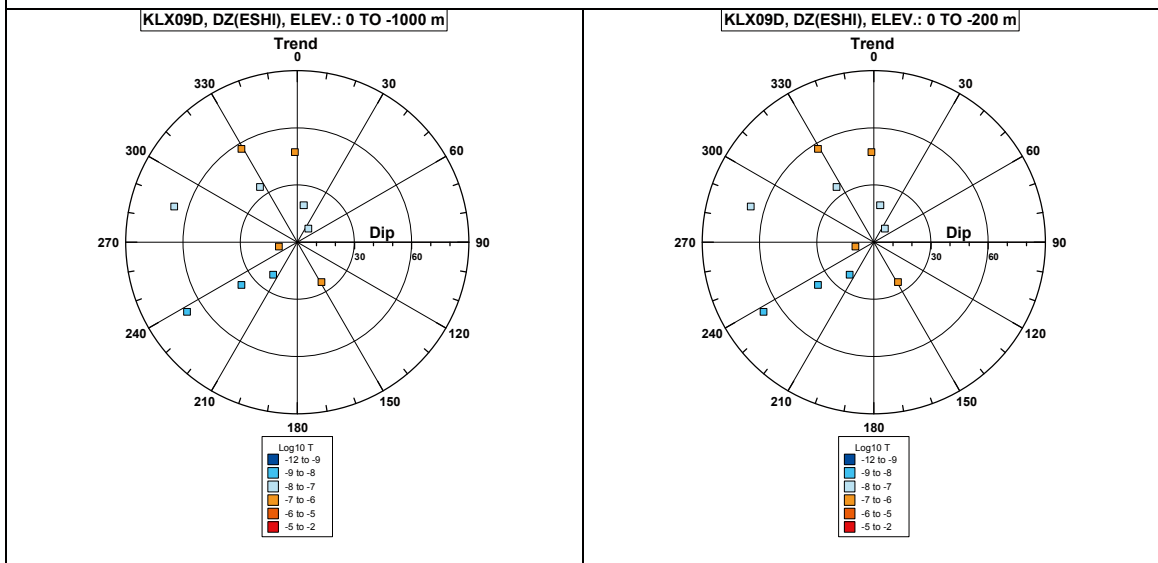 KLX09D, DZ(ESHI), ELEV.: 0 TO -1000 m
Trend
0
330
30
300
60
Dip
270
30
60
90
240
120
210
150
180
Log10 T
-12 to -9
-9 to -8
-8 to -7
-7 to -6
-6 to -5
-5 to -2
KLX09D, DZ(ESHI), ELEV.: 0 TO -200 m
Trend
0
330
30
300
60
Dip
270
30
60
90
240
120
210
150
180
Log10 T
-12 to -9
-9 to -8
-8 to -7
-7 to -6
-6 to -5
-5 to -2